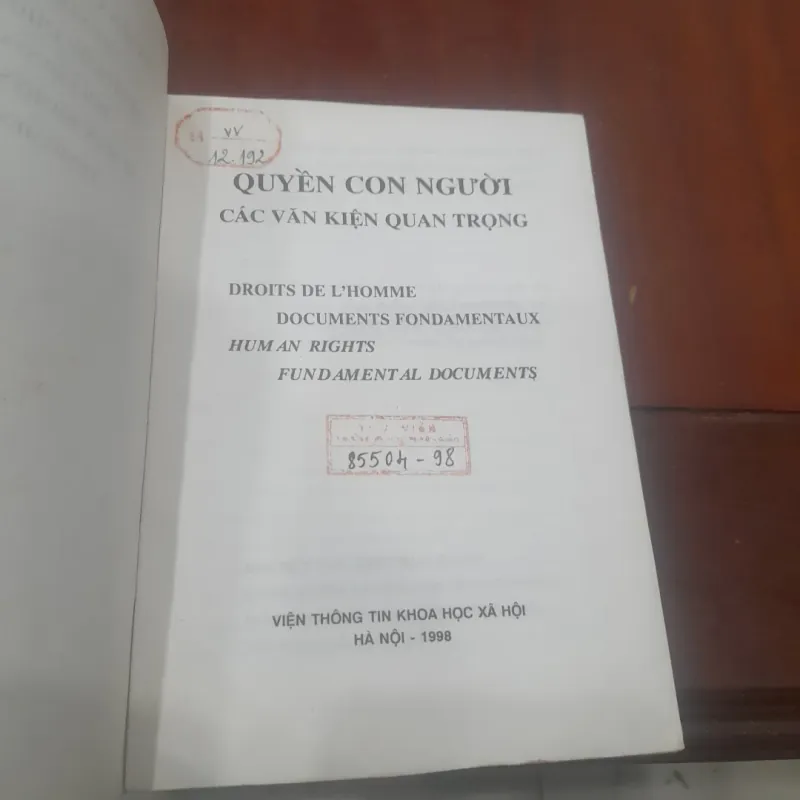 VV
12.192
QUYỀN CON NGƯỜI
CÁC VĂN KIỆN QUAN TRỌNG
DROITS DE L'HOMME
DOCUMENTS FONDAMENTAUX
HUMAN RIGHTS
FUNDAMENTAL DOCUMENTS
85504-98
VIỆN THÔNG TIN KHOA HỌC XÃ HỘI
HÀ NỘI - 1998